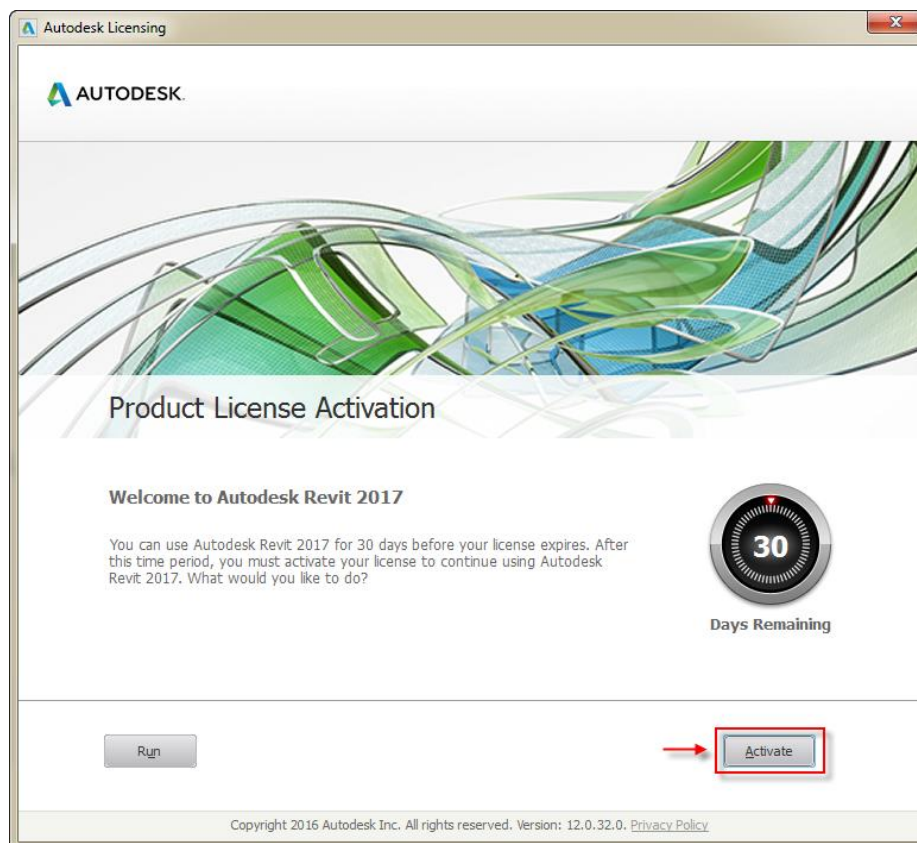 Autodesk Licensing
AUTODESK.
Product License Activation
Welcome to Autodesk Revit 2017
You can use Autodesk Revit 2017 for 30 days before your license expires. After
this time period, you must activate your license to continue using Autodesk
Revit 2017. What would you like to do?
30
Days Remaining
Run
Activate
Copyright 2016 Autodesk Inc. All rights reserved. Version: 12.0.32.0. Privacy Policy